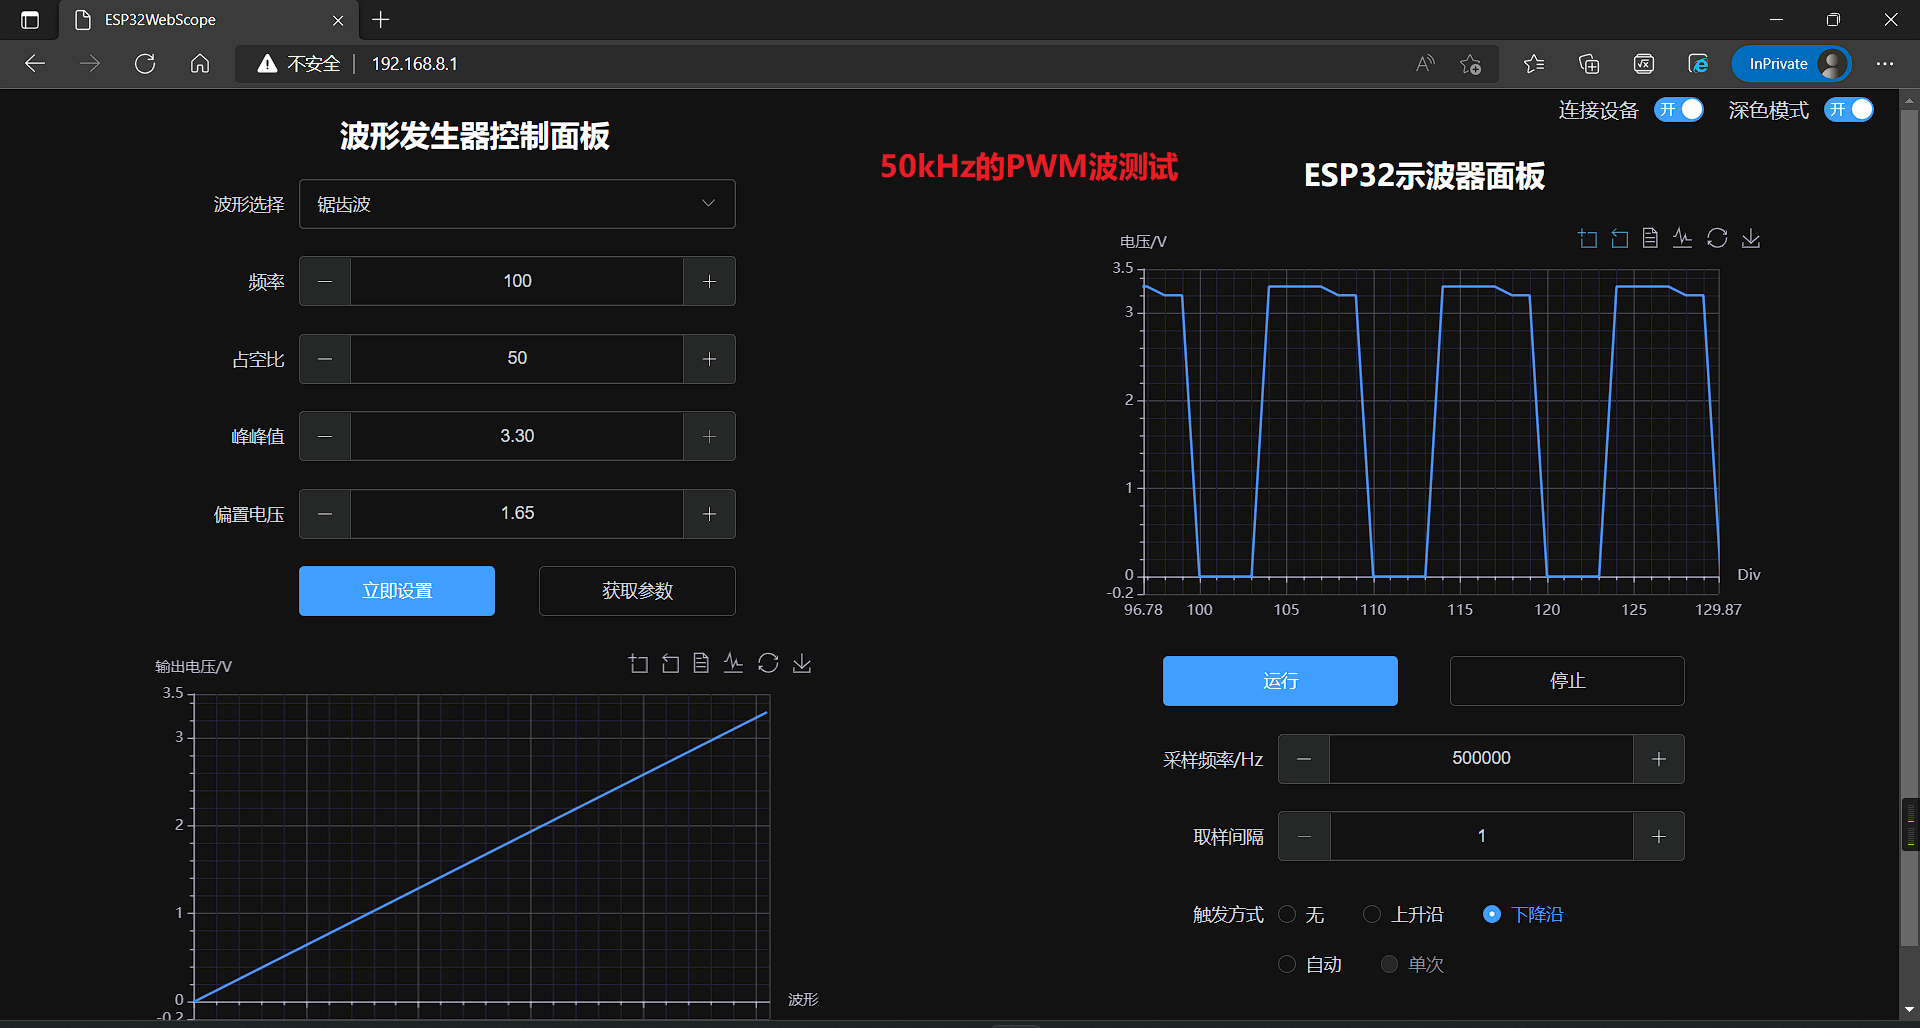 ESP32WebScope
不安全
192.168.8.1
InPrivate
连接设备
开
深色模式
开
波形发生器控制面板
波形选择
锯齿波
频率
100
占空比
50
峰峰值
3.30
偏置电压
1.65
立即设置
获取参数
输出电压/V
3.5
3
2
1
0
-0.2
波形
50kHz的PWM波测试
ESP32示波器面板
电压/V
3.5
3
2
1
0
-0.2
Div
96.78 100 105 110 115 120 125 129.87
运行
停止
采样频率/Hz
500000
取样间隔
1
触发方式
无
上升沿
下降沿
自动
单次